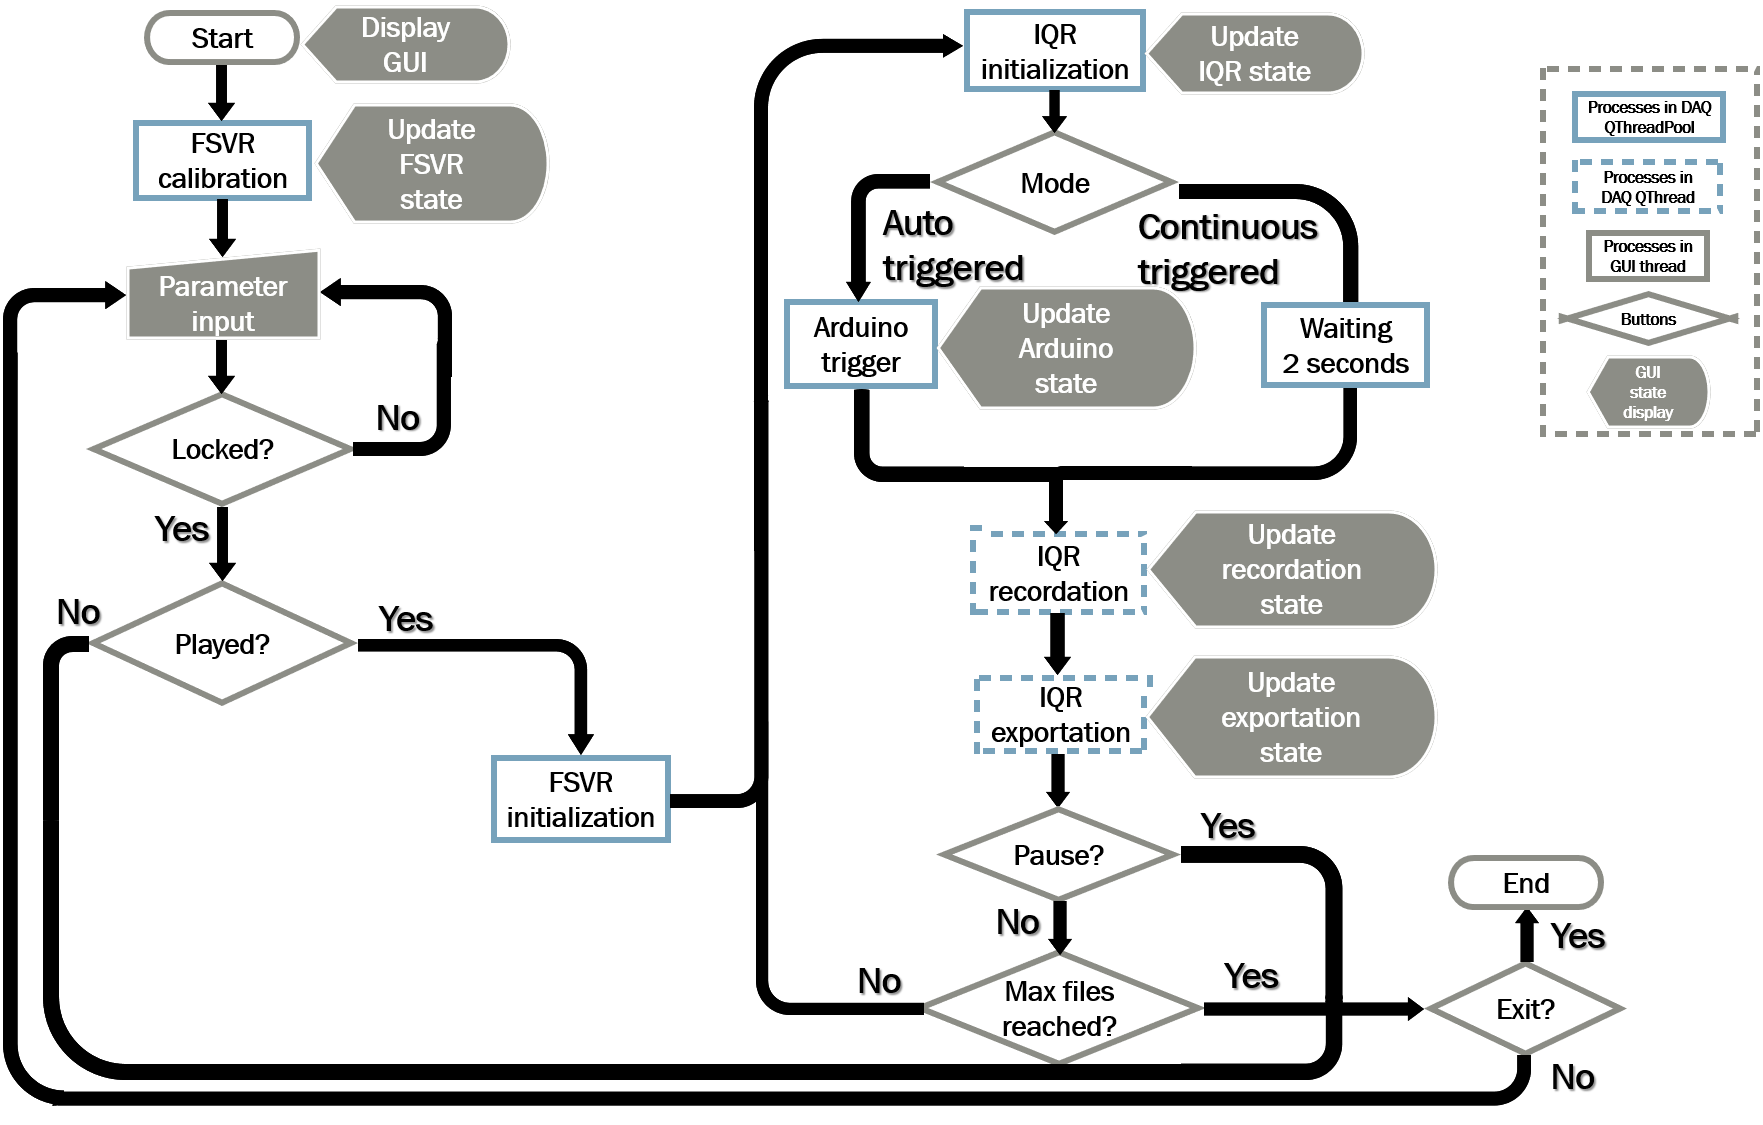 Start
Display
GUI
FSVR
calibration
Update
FSVR
state
Parameter
input
Locked?
No
Yes
Played?
No
Yes
FSVR
initialization
IQR
initialization
Update
IQR state
Mode
Auto
triggered
Continuous
triggered
Arduino
trigger
Update
Arduino
state
Waiting
2 seconds
IQR
recordation
Update
recordation
state
IQR
exportation
Update
exportation
state
Pause?
Yes
No
Max files
reached?
No
Yes
Exit?
Yes
No
End
Processes in DAQ
QThreadPool
Processes in
DAQ QThread
Processes in
GUI thread
Buttons
GUI
state
display